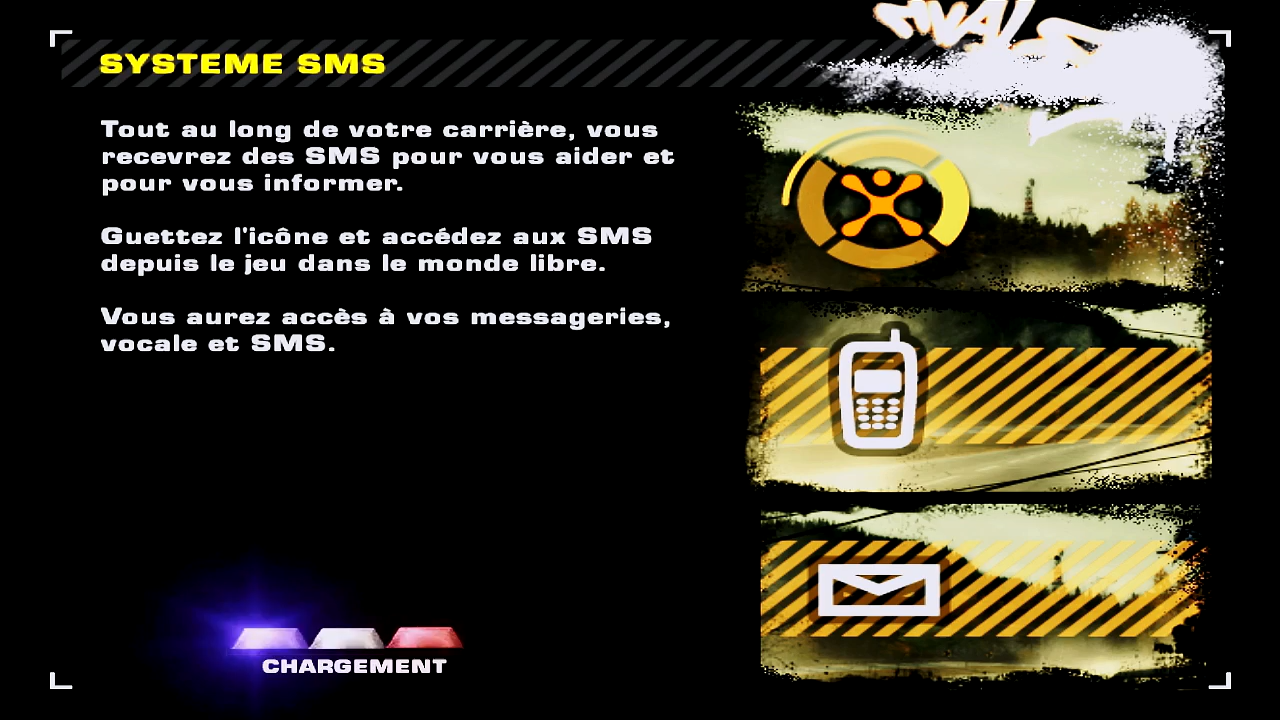 SYSTEME SMS
Tout au long de votre carrière, vous
recevrez des SMS pour vous aider et
pour vous informer.
Guettez l'icône et accédez aux SMS
depuis le jeu dans le monde libre.
Vous aurez accès à vos messageries,
vocale et SMS.
CHARGEMENT